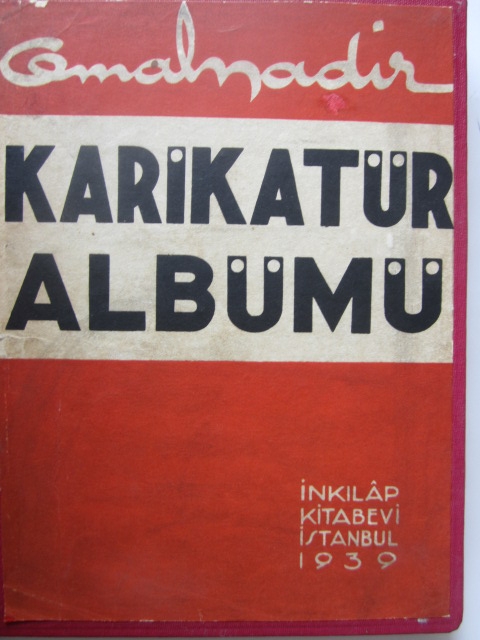 Cemalnadir
KARİKATÜR
ALBÜMÜ
İNKILÂP
KİTABEVİ
İSTANBUL
1939